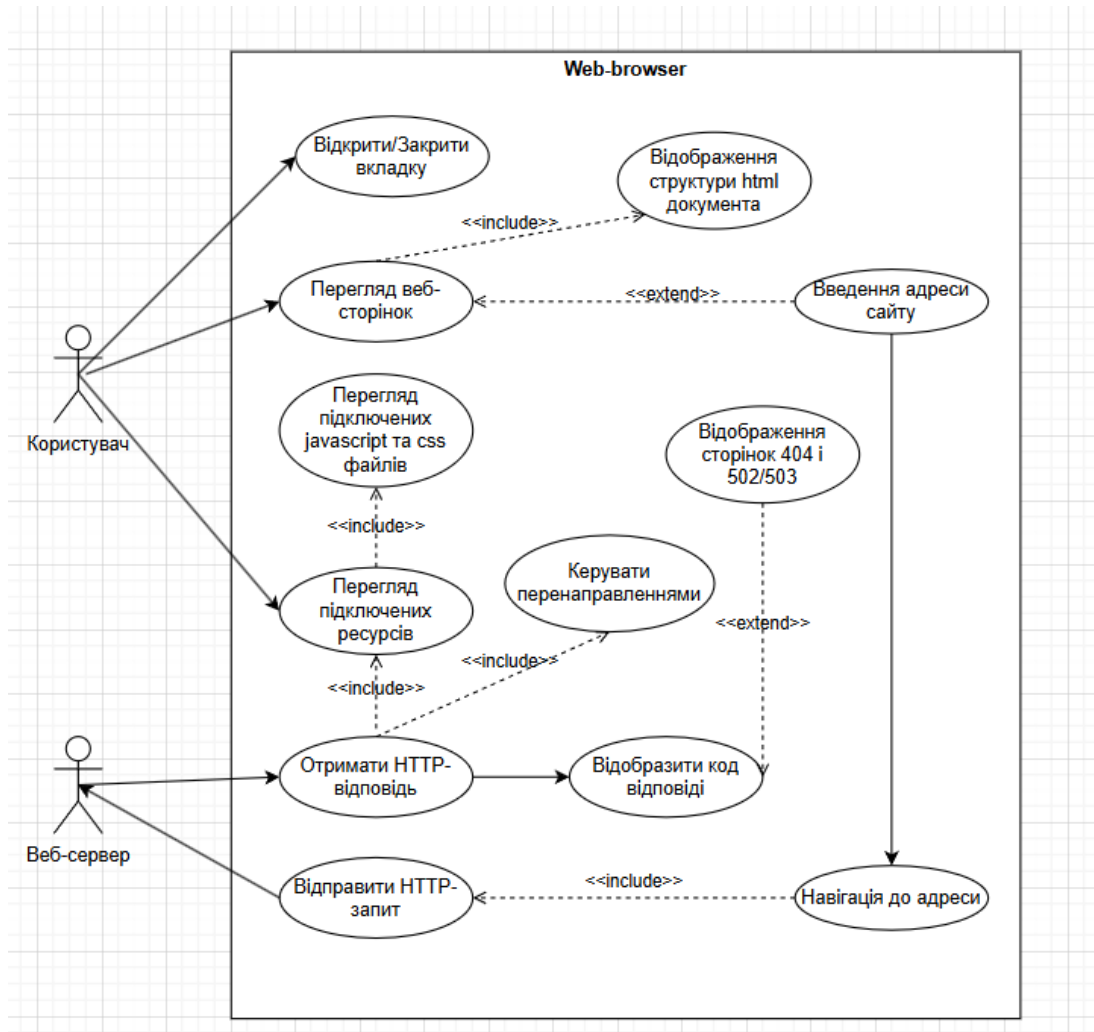 Web-browser
Відкрити/Закрити
вкладку
Відображення
структури html
документа
<<include>>
Перегляд веб-
сторінок
<<extend>>
Введення адреси
сайту
Користувач
Перегляд
підключених
javascript та css
файлів
Відображення
сторінок 404 і
502/503
<<include>>
Керувати
перенаправленнями
Перегляд
підключених
ресурсів
<<extend>>
<<include>>
<<include>>
Отримати HTTP-
відповідь
Відобразити код
відповіді
Веб-сервер
Відправити HTTP-
запит
<<include>>
Навігація до адреси